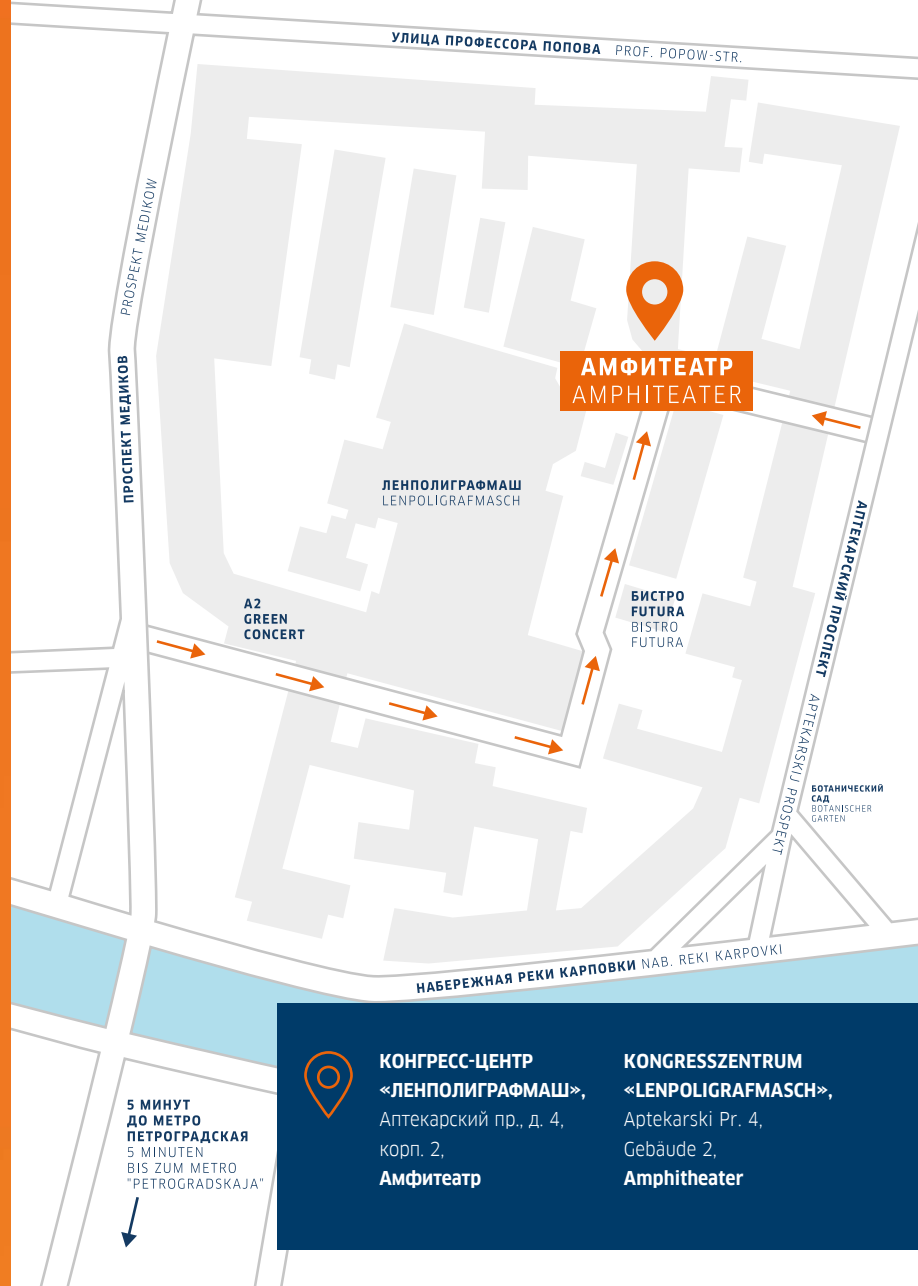 УЛИЦА ПРОФЕССОРА ПОПОВА PROF. POPOW-STR.
PROSPEKT MEDIKOW
ПРОСПЕКТ МЕДИКОВ
АМФИТЕАТР
AMPHITEATER
ЛЕНПОЛИГРАФМАШ
LENPOLIGRAFMASCH
АПТЕКАРСКИЙ ПРОСПЕКТ APTEKARSKIJ PROSPEKT
A2
GREEN
CONCERT
БИСТРО
FUTURA
BISTRO
FUTURA
БОТАНИЧЕСКИЙ
САД
BOTANISCHER
GARTEN
НАБЕРЕЖНАЯ РЕКИ КАРПОВКИ NAB. REKI KARPOVKI
5 МИНУТ
ДО МЕТРО
ПЕТРОГРАДСКАЯ
5 MINUTEN
BIS ZUM METRO
"PETROGRADSKAJA"
КОНГРЕСС-ЦЕНТР
«ЛЕНПОЛИГРАФМАШ»,
Аптекарский пр., д. 4,
корп. 2,
Амфитеатр
KONGRESSZENTRUM
«LENPOLIGRAFMASCH»,
Aptekarski Pr. 4,
Gebäude 2,
Amphitheater